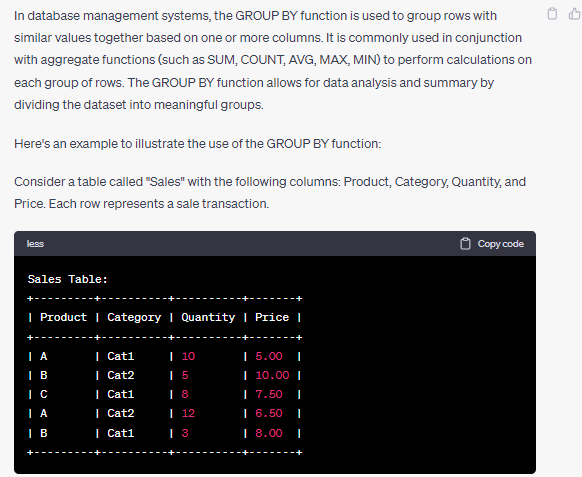 In database management systems, the GROUP BY function is used to group rows with
similar values together based on one or more columns. It is commonly used in conjunction
with aggregate functions (such as SUM, COUNT, AVG, MAX, MIN) to perform calculations on
each group of rows. The GROUP BY function allows for data analysis and summary by
dividing the dataset into meaningful groups.
Here's an example to illustrate the use of the GROUP BY function:
Consider a table called "Sales" with the following columns: Product, Category, Quantity, and
Price. Each row represents a sale transaction.
less Copy code
Sales Table:
+---------+----------+----------+-------+
| Product | Category | Quantity | Price |
+---------+----------+----------+-------+
| A | Cat1 | 10 | 5.00 |
| B | Cat2 | 5 | 10.00 |
| C | Cat1 | 8 | 7.50 |
| A | Cat2 | 12 | 6.50 |
| B | Cat1 | 3 | 8.00 |
+---------+----------+----------+-------+